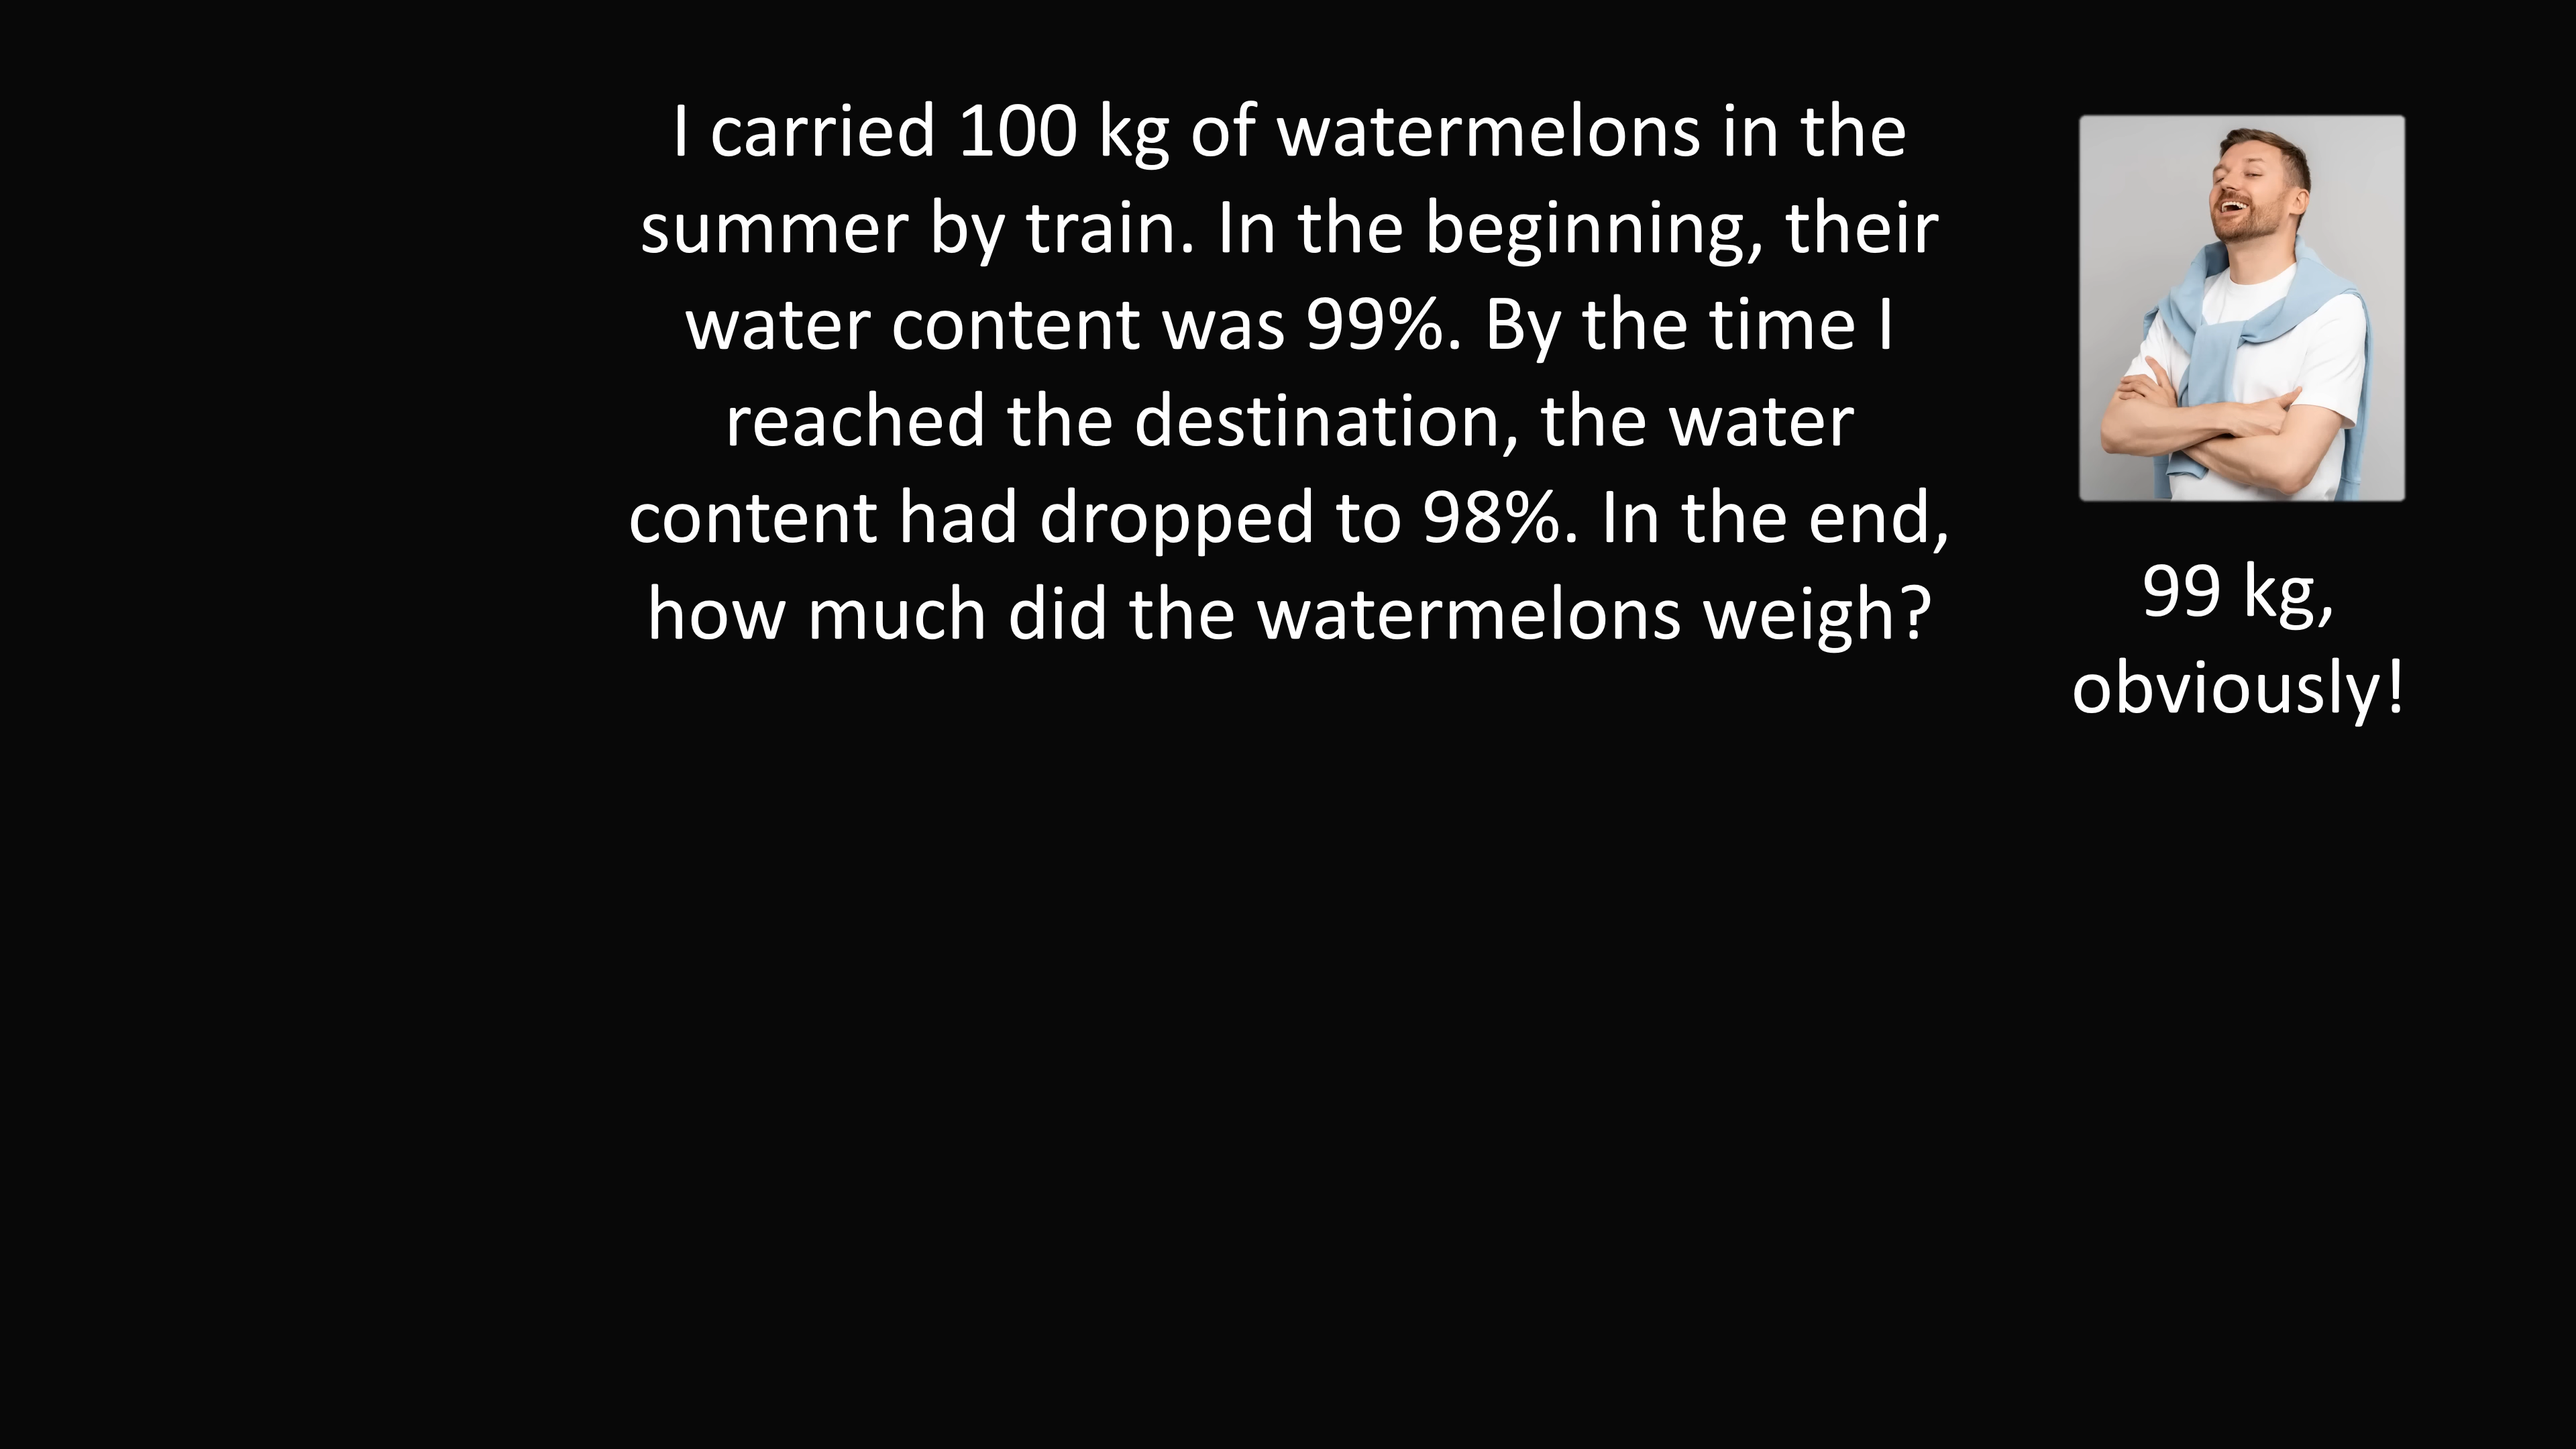 I carried 100 kg of watermelons in the
summer by train. In the beginning, their
water content was 99%. By the time I
reached the destination, the water
content had dropped to 98%. In the end,
how much did the watermelons weigh?
99 kg,
obviously!